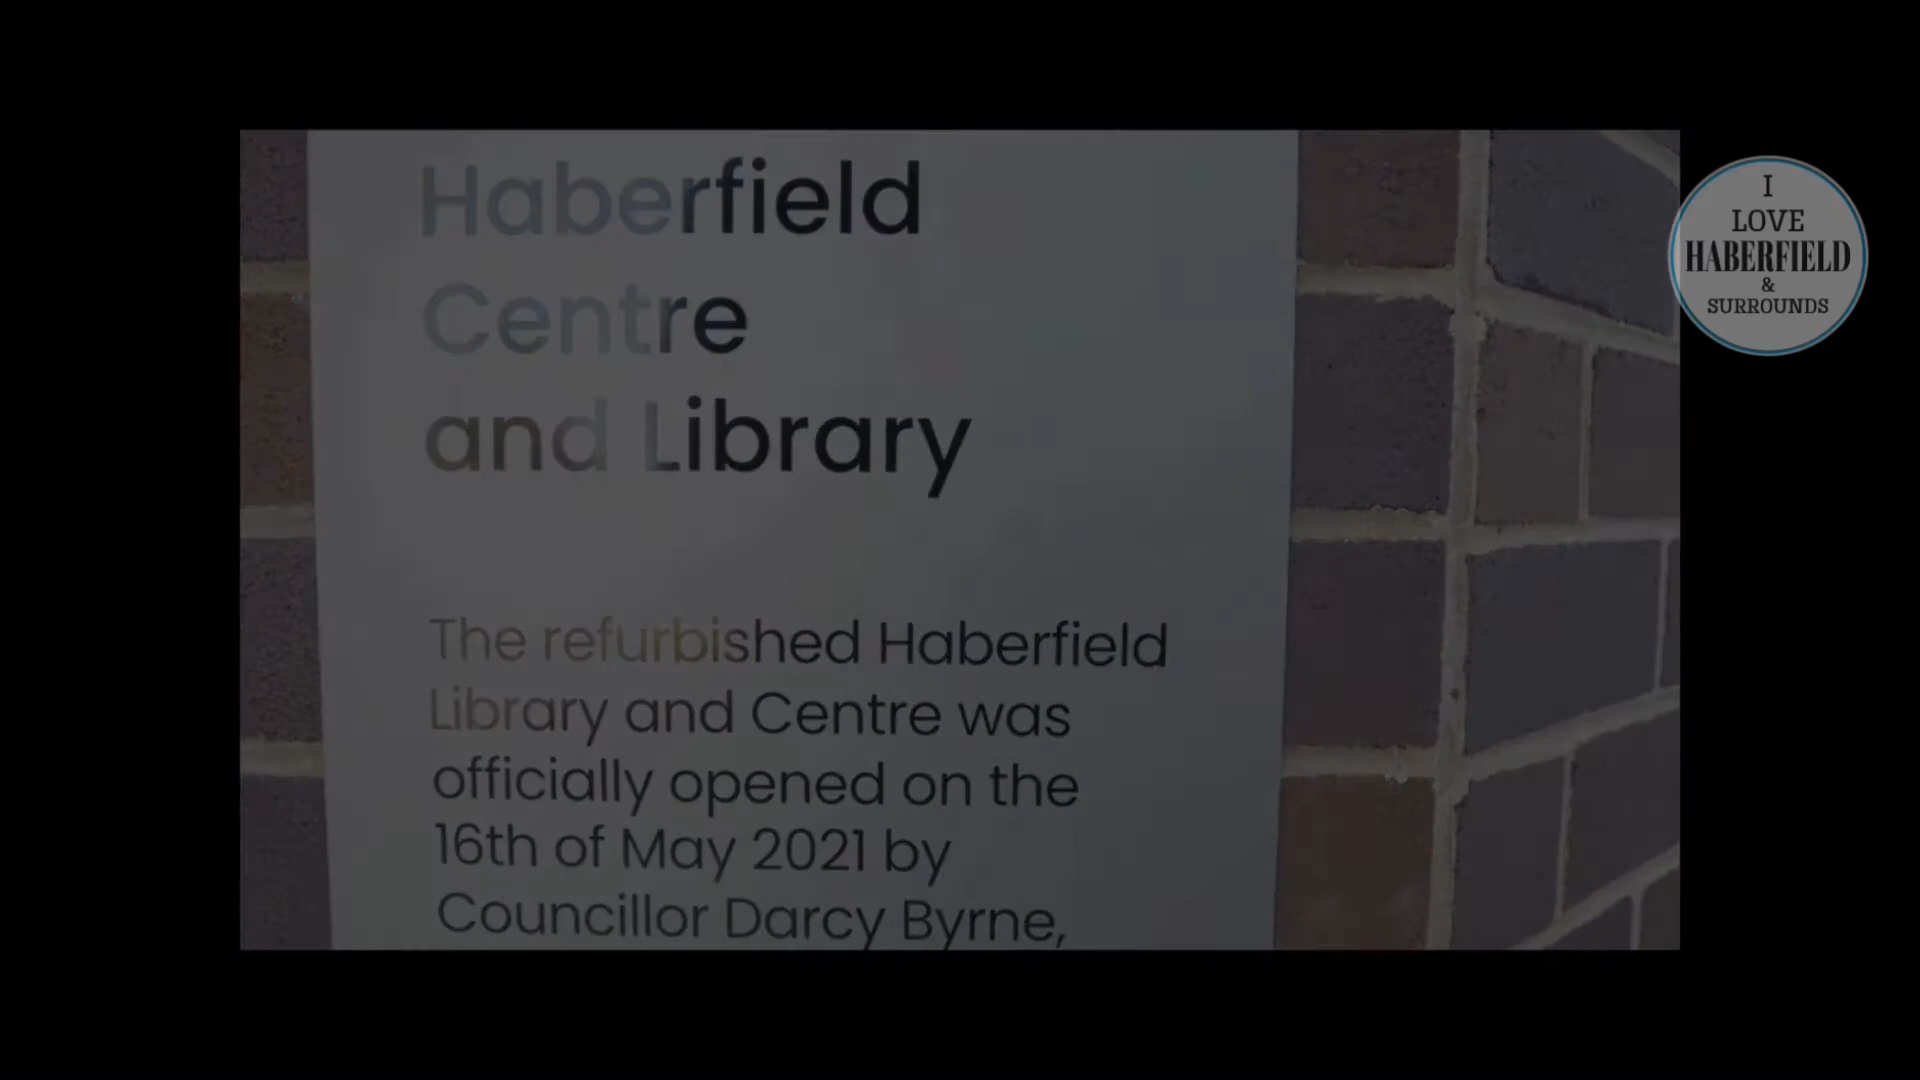 Haberfield
Centre
and Library
The refurbished Haberfield
Library and Centre was
officially opened on the
16th of May 2021 by
Councillor Darcy Byrne,
I
LOVE
HABERFIELD
&
SURROUNDS